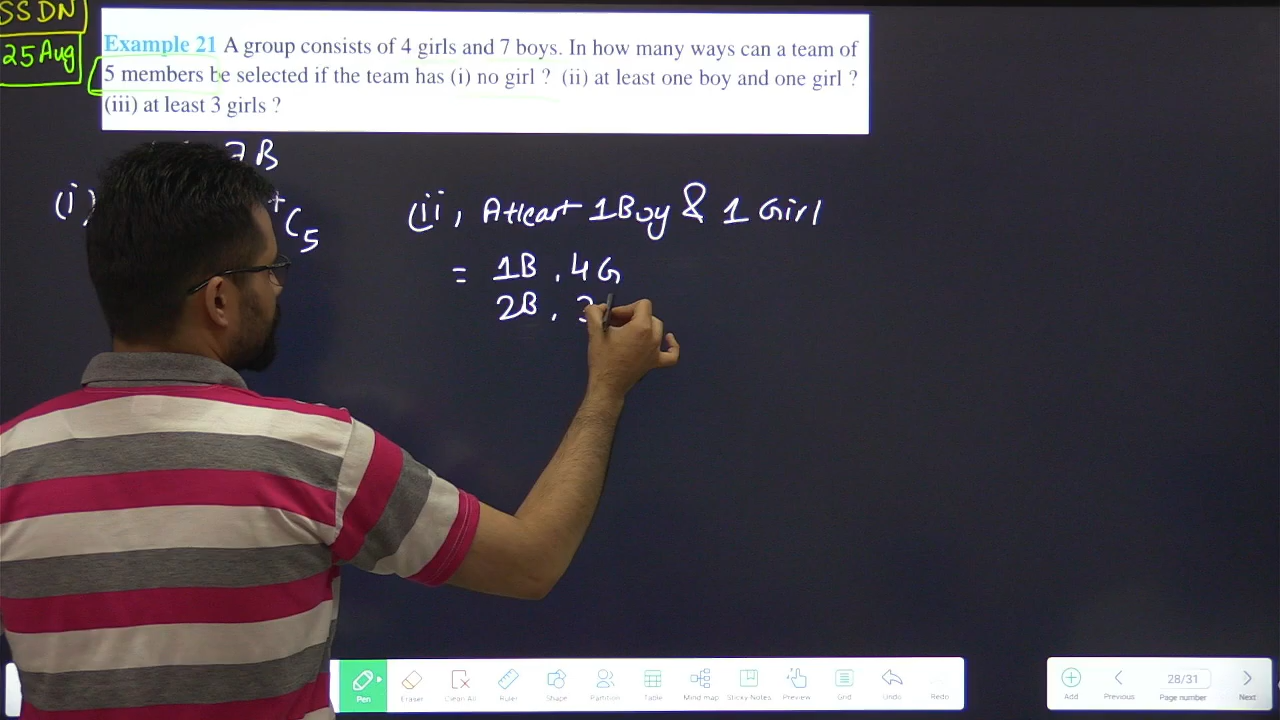 SSDN
25 Aug
Example 21 A group consists of 4 girls and 7 boys. In how many ways can a team of
5 members be selected if the team has (i) no girl ? (ii) at least one boy and one girl ?
(iii) at least 3 girls ?
7B
(i) C5
(ii, Atleast 1 Boy & 1 Girl
= 1B , 4G
2B , 3
Pen Eraser Clean All Ruler Shape Partition Table Mind map Sticky Notes Preview Grid Undo Redo
28/31
Add Previous Page number Next